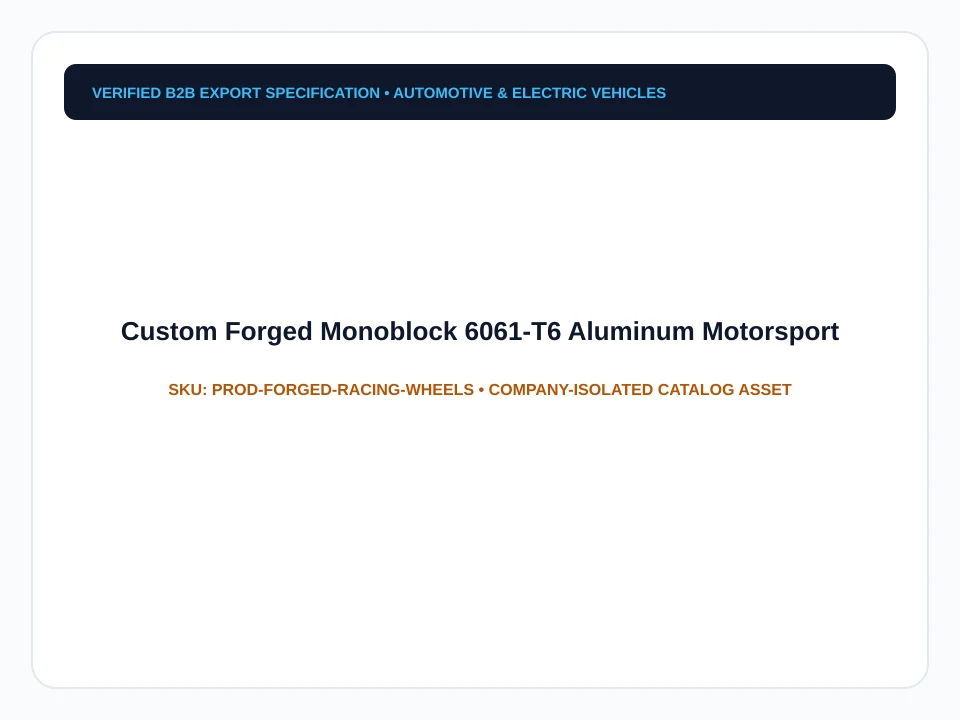 VERIFIED B2B EXPORT SPECIFICATION • AUTOMOTIVE & ELECTRIC VEHICLES
Custom Forged Monoblock 6061-T6 Aluminum Motorsport
SKU: PROD-FORGED-RACING-WHEELS • COMPANY-ISOLATED CATALOG ASSET